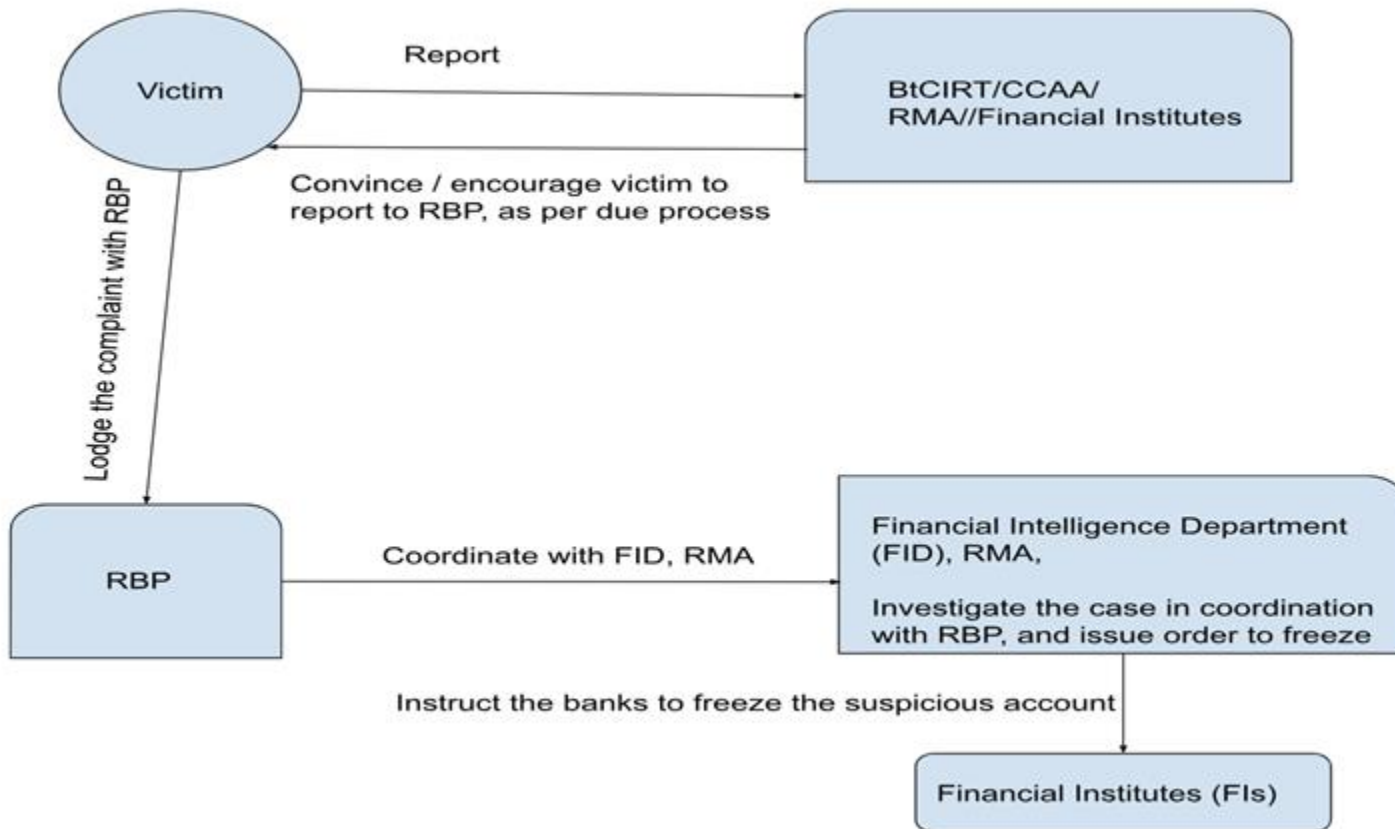 Victim
Report
BtCIRT/CCAA/
RMA//Financial Institutes
Convince / encourage victim to
report to RBP, as per due process
Lodge the complaint with RBP
RBP
Coordinate with FID, RMA
Financial Intelligence Department
(FID), RMA,
Investigate the case in coordination
with RBP, and issue order to freeze
Instruct the banks to freeze the suspicious account
Financial Institutes (FIs)